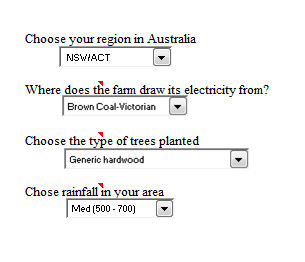 Choose your region in Australia
NSW/ACT
Where does the farm draw its electricity from?
Brown Coal-Victorian
Choose the type of trees planted
Generic hardwood
Chose rainfall in your area
Med (500 - 700)